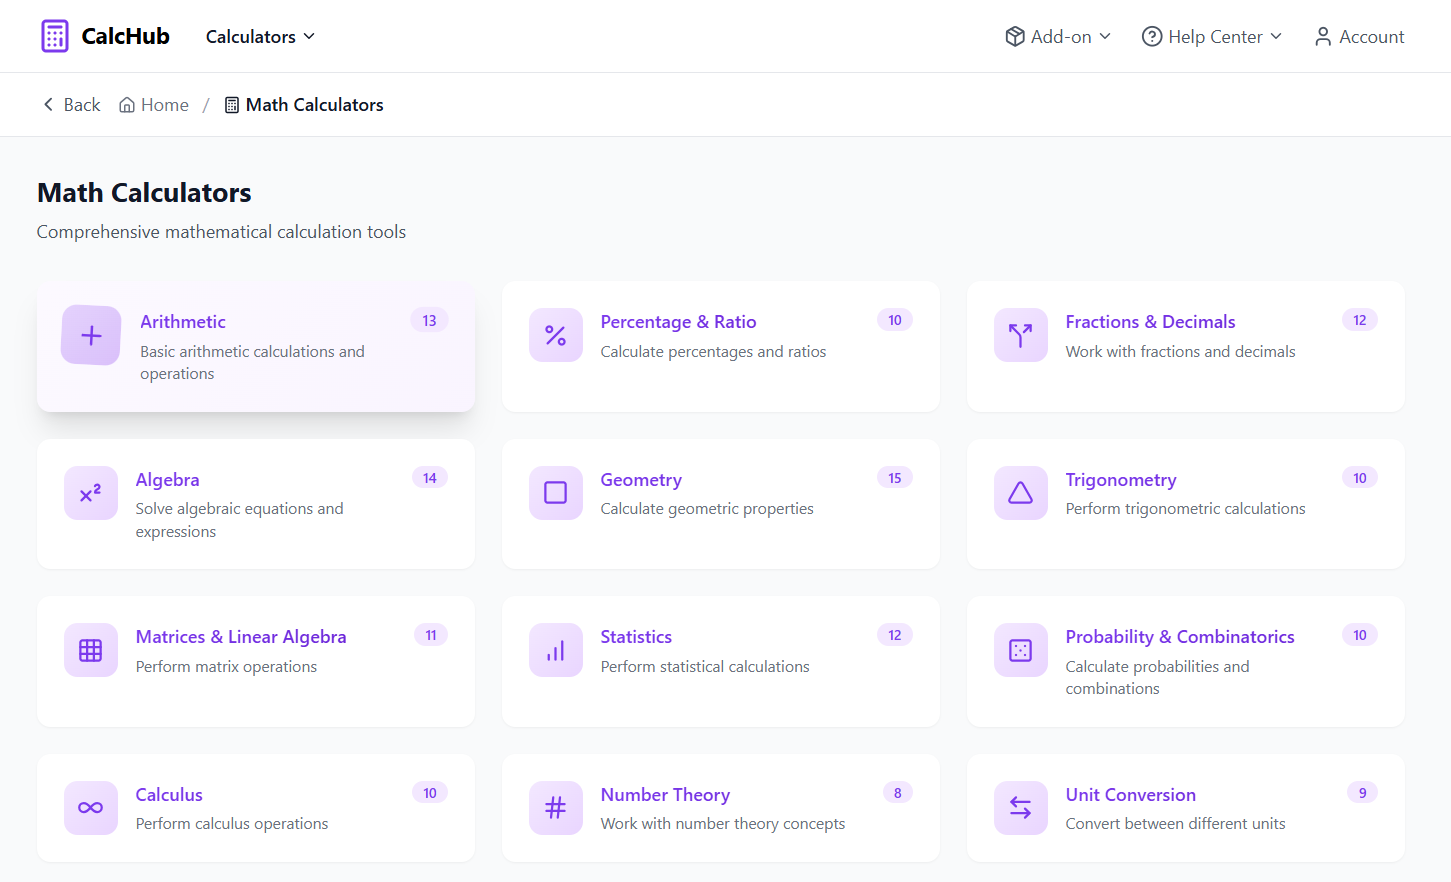 CalcHub
Calculators
Add-on
Help Center
Account
Back
Home
/
Math Calculators
Math Calculators
Comprehensive mathematical calculation tools
Arithmetic
13
Basic arithmetic calculations and
operations
Percentage & Ratio
10
Calculate percentages and ratios
Fractions & Decimals
12
Work with fractions and decimals
Algebra
14
Solve algebraic equations and
expressions
Geometry
15
Calculate geometric properties
Trigonometry
10
Perform trigonometric calculations
Matrices & Linear Algebra
11
Perform matrix operations
Statistics
12
Perform statistical calculations
Probability & Combinatorics
10
Calculate probabilities and
combinations
Calculus
10
Perform calculus operations
Number Theory
8
Work with number theory concepts
Unit Conversion
9
Convert between different units